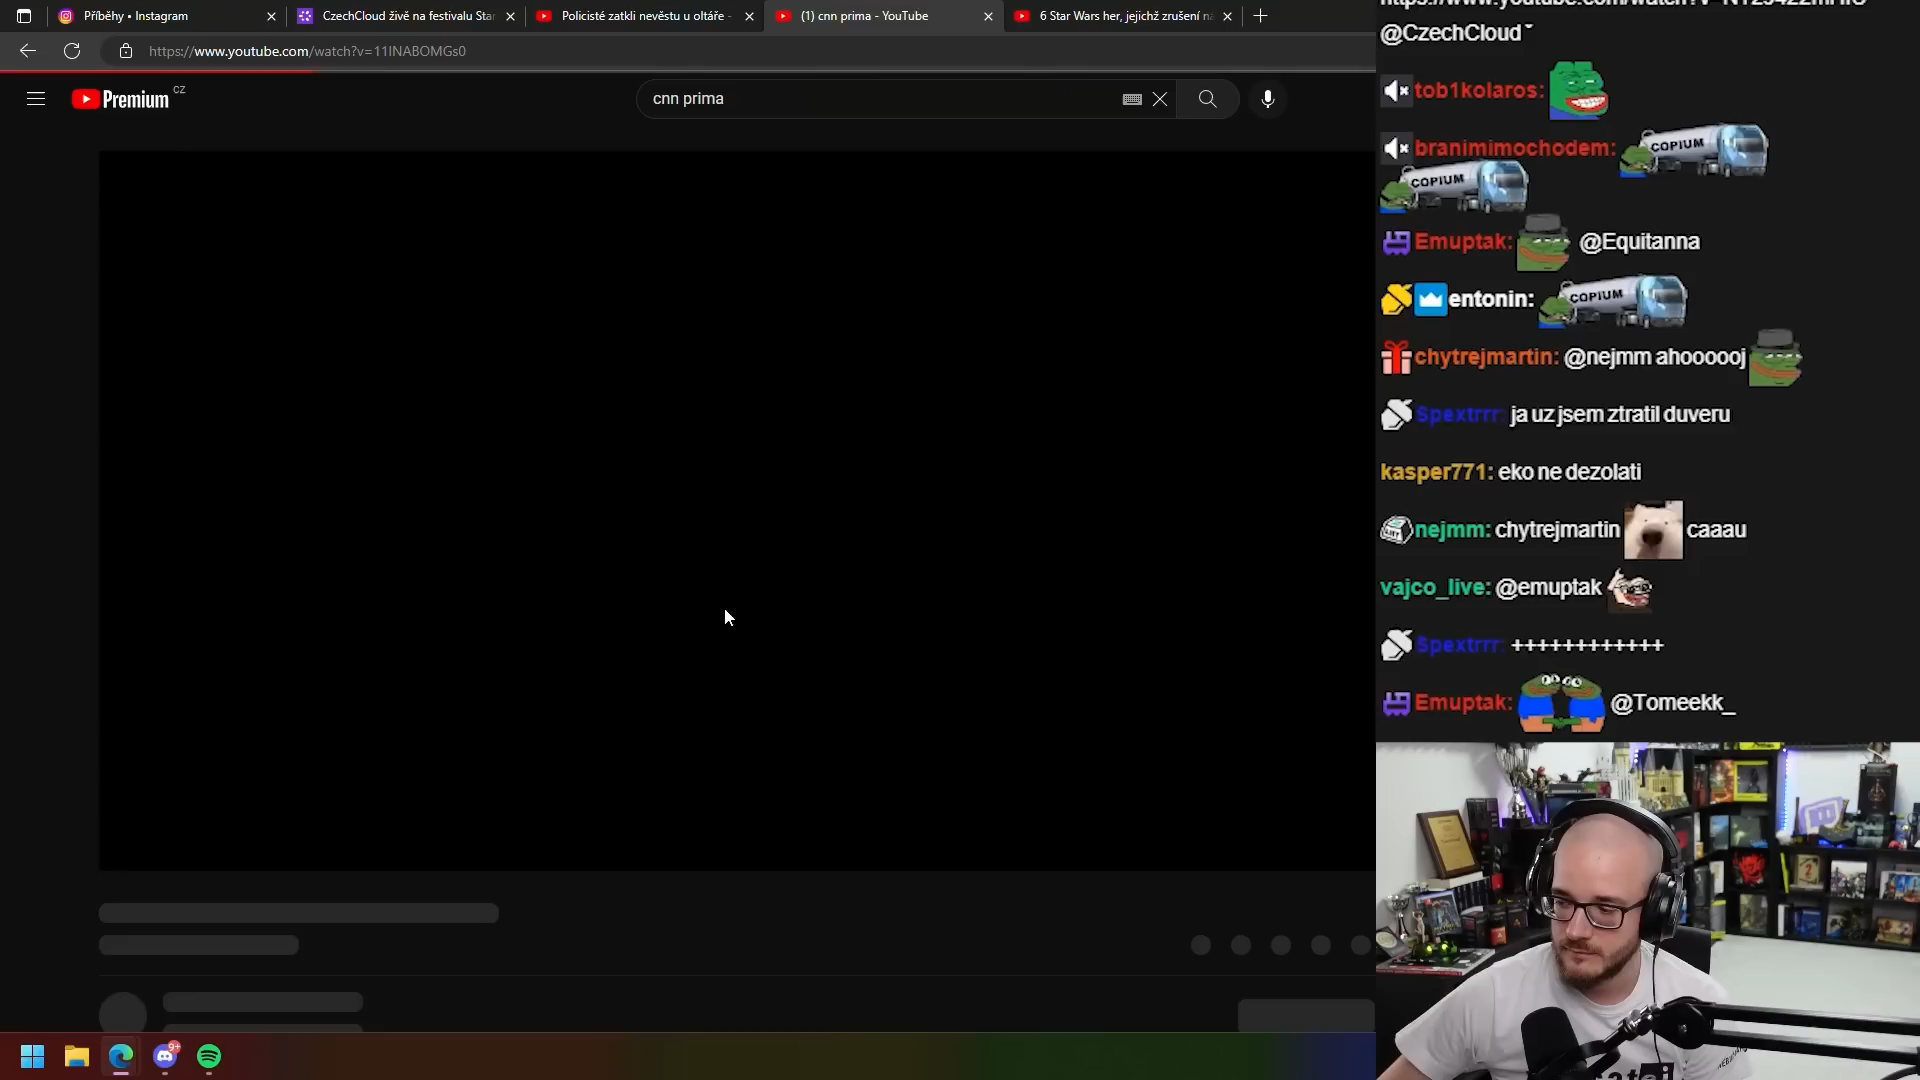 Příběhy • Instagram
CzechCloud živě na festivalu Star
Policisté zatkli nevěstu u oltáře -
(1) cnn prima - YouTube
6 Star Wars her, jejichž zrušení n
https://www.youtube.com/watch?v=11INABOMGs0
Premium CZ
cnn prima
@CzechCloud
tob1kolaros:
branimimochodem: COPIUM
COPIUM
Emuptak: @Equitanna
entonin: COPIUM
chytrejmartin: @nejmm ahoooooj
Spextrrr: ja uz jsem ztratil duveru
kasper771: eko ne dezolati
nejmm: chytrejmartin caaau
vajco_live: @emuptak
Spextrrr: ++++++++++++
Emuptak: @Tomeekk_
9+